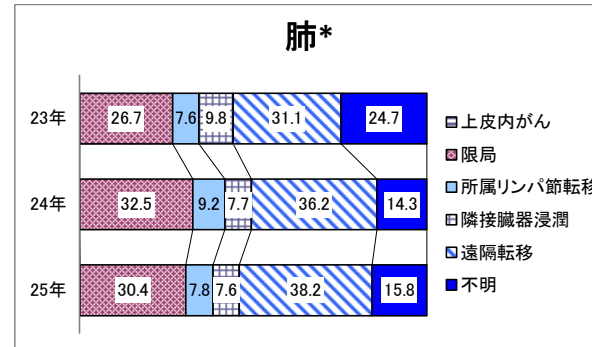 肺*
23年 26.7 7.6 9.8 31.1 24.7
24年 32.5 9.2 7.7 36.2 14.3
25年 30.4 7.8 7.6 38.2 15.8
上皮内がん
限局
所属リンパ節転移
隣接臓器浸潤
遠隔転移
不明